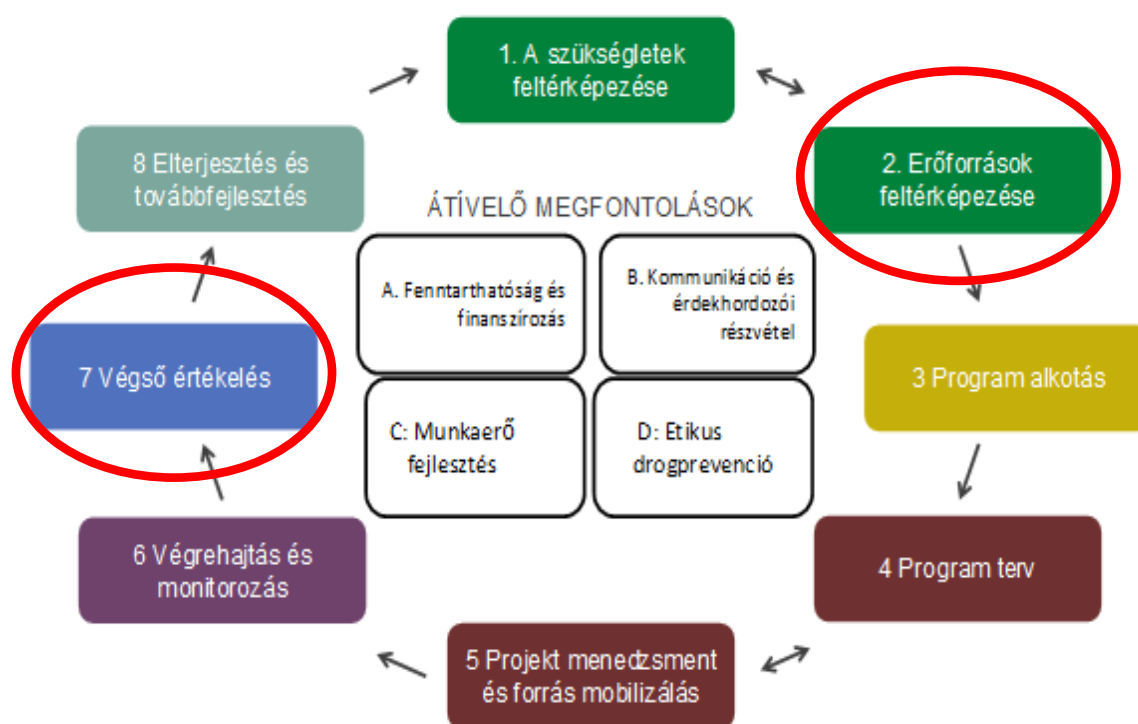 1. A szükségletek
feltérképezése
2. Erőforrások
feltérképezése
3 Program alkotás
4 Program terv
5 Projekt menedzsment
és forrás mobilizálás
6 Végrehajtás és
monitorozás
7 Végső értékelés
8 Elterjesztés és
továbbfejlesztés
ÁTÍVELŐ MEGFONTOLÁSOK
A. Fenntarthatóság és
finanszírozás
B. Kommunikáció és
érdekhordozói
részvétel
C: Munkaerő
fejlesztés
D: Etikus
drogprevenció